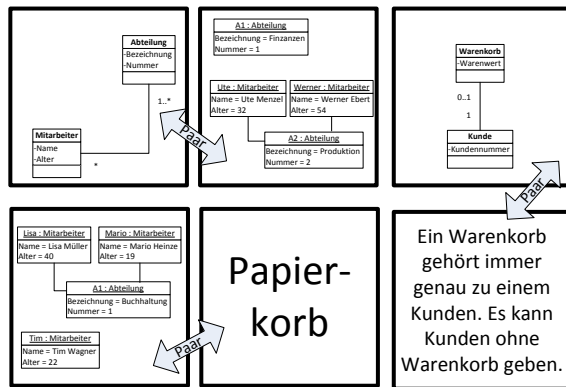 Abteilung
-Bezeichnung
-Nummer
1..*
Mitarbeiter
-Name
-Alter
*
Paar
A1 : Abteilung
Bezeichnung = Finzanzen
Nummer = 1
Ute : Mitarbeiter
Name = Ute Menzel
Alter = 32
Werner : Mitarbeiter
Name = Werner Ebert
Alter = 54
A2 : Abteilung
Bezeichnung = Produktion
Nummer = 2
Warenkorb
-Warenwert
0..1
1
Kunde
-Kundennummer
Paar
Lisa : Mitarbeiter
Name = Lisa Müller
Alter = 40
Mario : Mitarbeiter
Name = Mario Heinze
Alter = 19
A1 : Abteilung
Bezeichnung = Buchhaltung
Nummer = 1
Tim : Mitarbeiter
Name = Tim Wagner
Alter = 22
Paar
Papier-
korb
Ein Warenkorb
gehört immer
genau zu einem
Kunden. Es kann
Kunden ohne
Warenkorb geben.